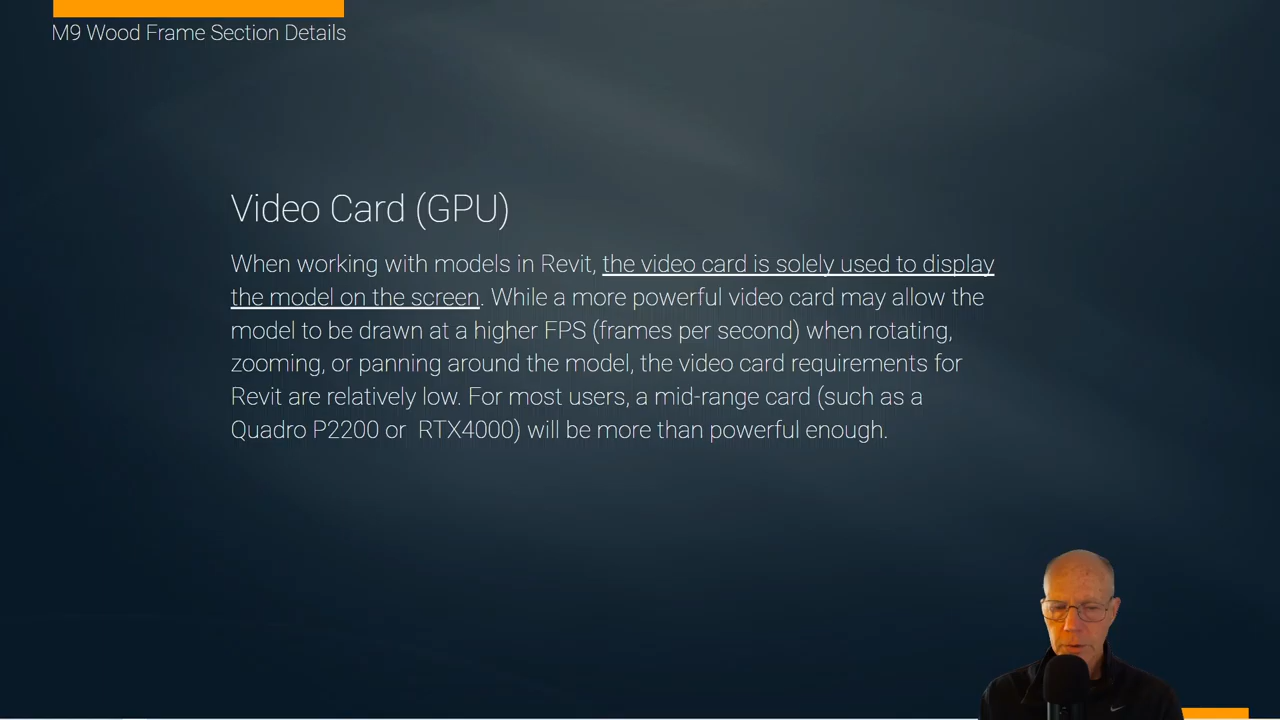 M9 Wood Frame Section Details
Video Card (GPU)
When working with models in Revit, the video card is solely used to display
the model on the screen. While a more powerful video card may allow the
model to be drawn at a higher FPS (frames per second) when rotating,
zooming, or panning around the model, the video card requirements for
Revit are relatively low. For most users, a mid-range card (such as a
Quadro P2200 or  RTX4000) will be more than powerful enough.